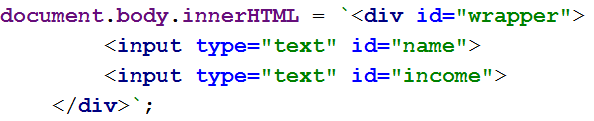 document.body.innerHTML = `<div id="wrapper">
<input type="text" id="name">
<input type="text" id="income">
</div>`;